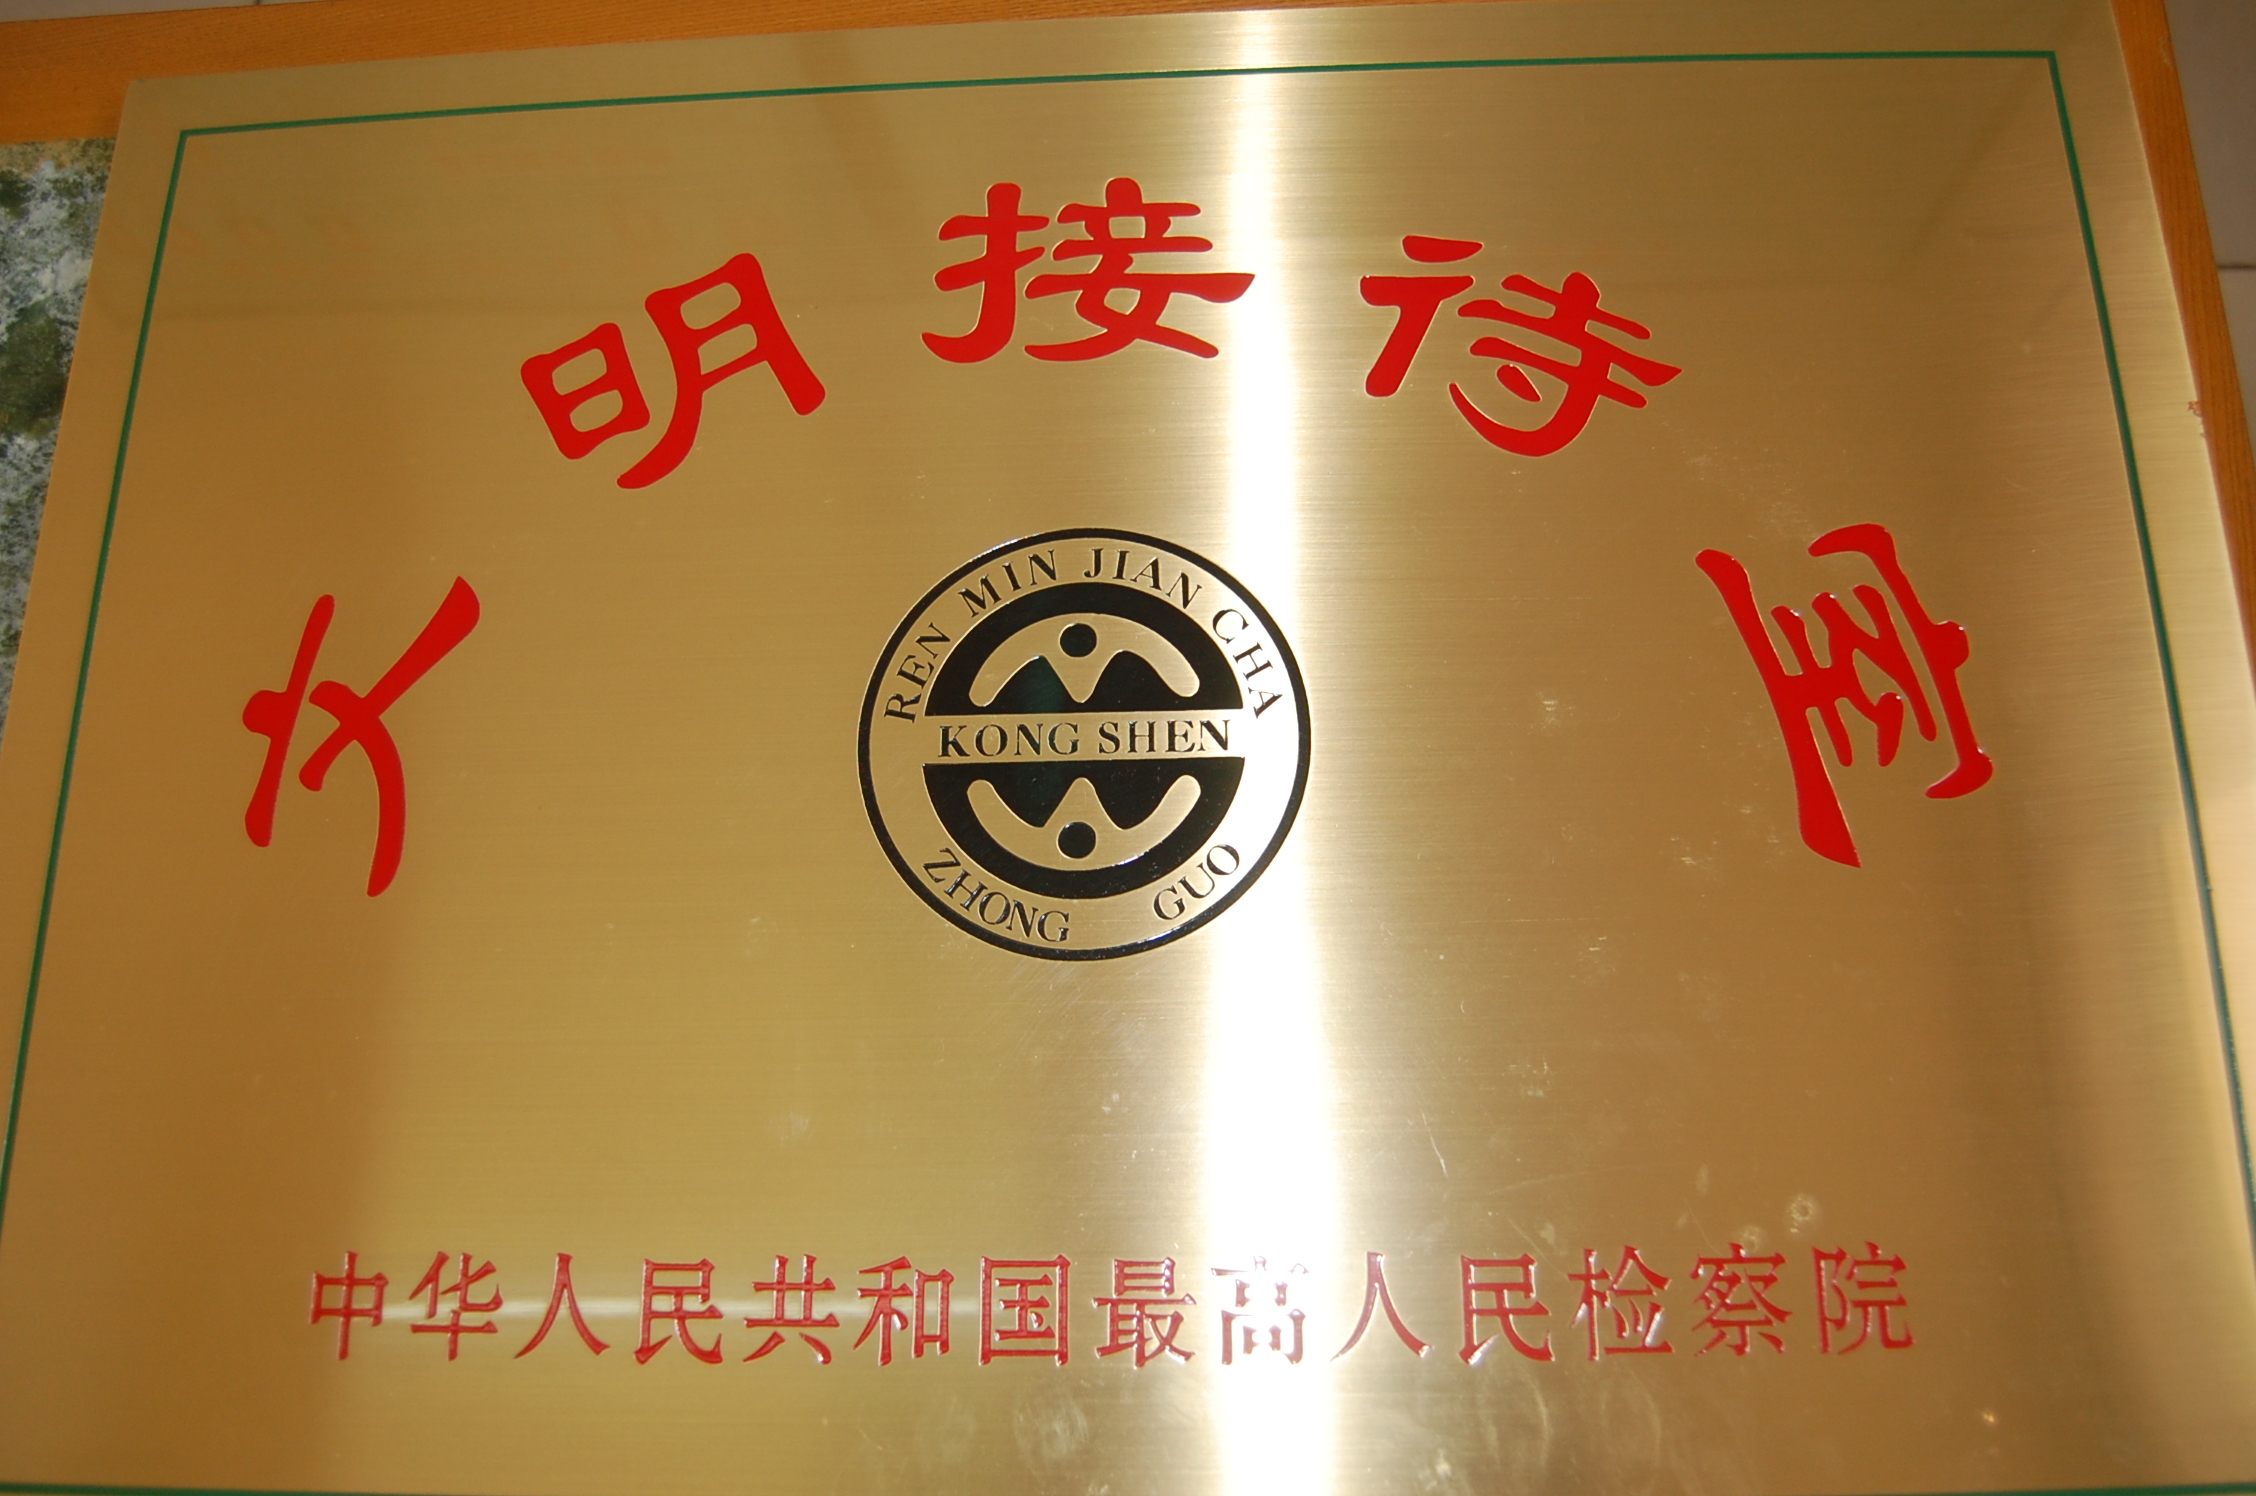 文明接待室
REN MIN JIAN CHA
KONG SHEN
ZHONG GUO
中华人民共和国最高人民检察院